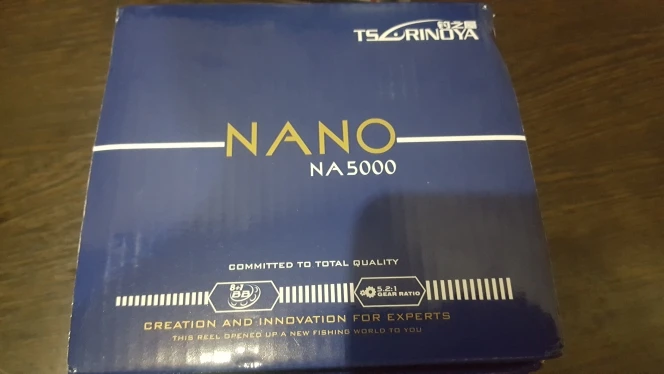 钓之屋
TSURINOYA
NANO
NA5000
COMMITTED TO TOTAL QUALITY
8+1
BB
5.2:1
GEAR RATIO
CREATION AND INNOVATION FOR EXPERTS
THIS REEL OPENED UP A NEW FISHING WORLD TO YOU